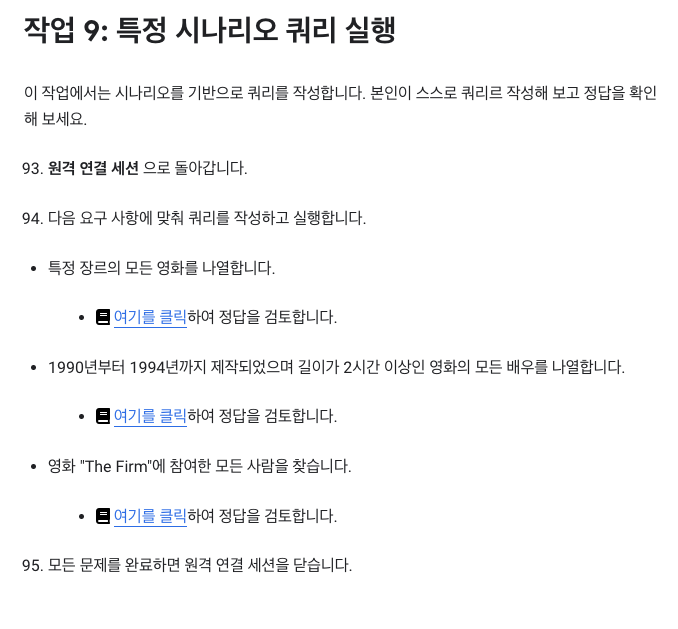 작업 9: 특정 시나리오 쿼리 실행
이 작업에서는 시나리오를 기반으로 쿼리를 작성합니다. 본인이 스스로 쿼리르 작성해 보고 정답을 확인
해 보세요.
93. 원격 연결 세션 으로 돌아갑니다.
94. 다음 요구 사항에 맞춰 쿼리를 작성하고 실행합니다.
• 특정 장르의 모든 영화를 나열합니다.
• 여기를 클릭하여 정답을 검토합니다.
• 1990년부터 1994년까지 제작되었으며 길이가 2시간 이상인 영화의 모든 배우를 나열합니다.
• 여기를 클릭하여 정답을 검토합니다.
• 영화 "The Firm"에 참여한 모든 사람을 찾습니다.
• 여기를 클릭하여 정답을 검토합니다.
95. 모든 문제를 완료하면 원격 연결 세션을 닫습니다.